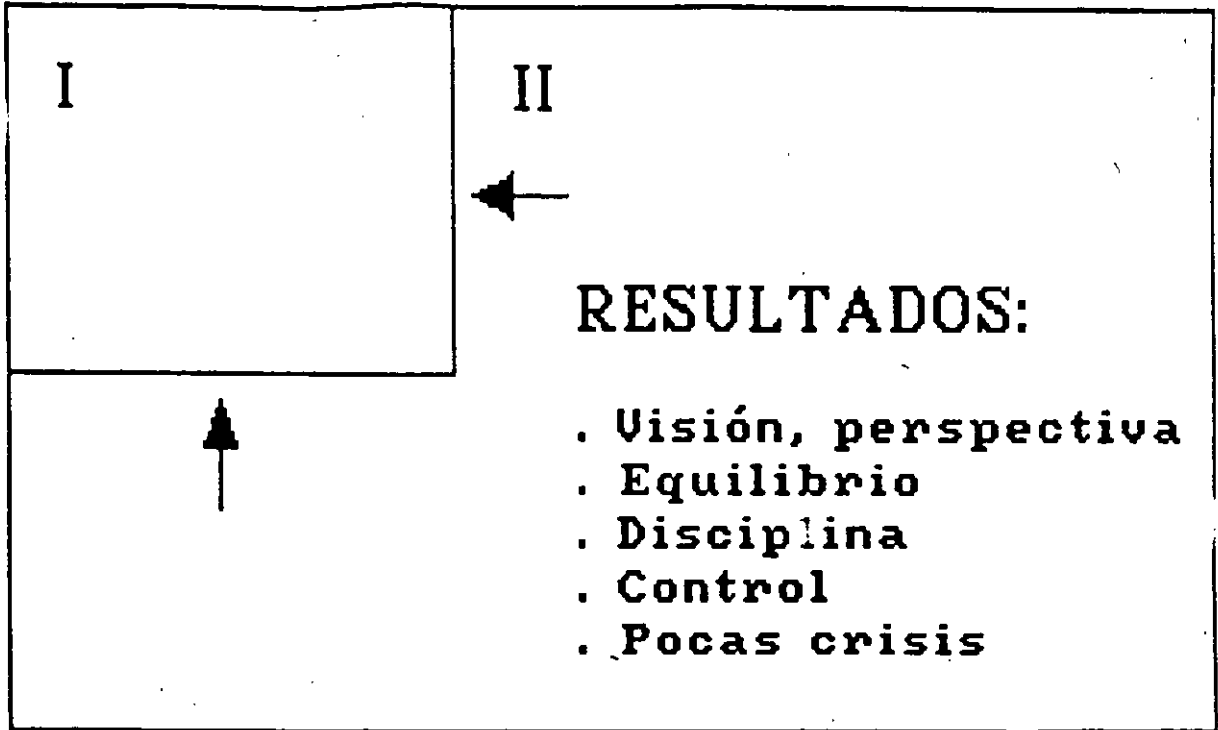 I
II
RESULTADOS:
. Visión, perspectiva
. Equilibrio
. Disciplina
. Control
. Pocas crisis